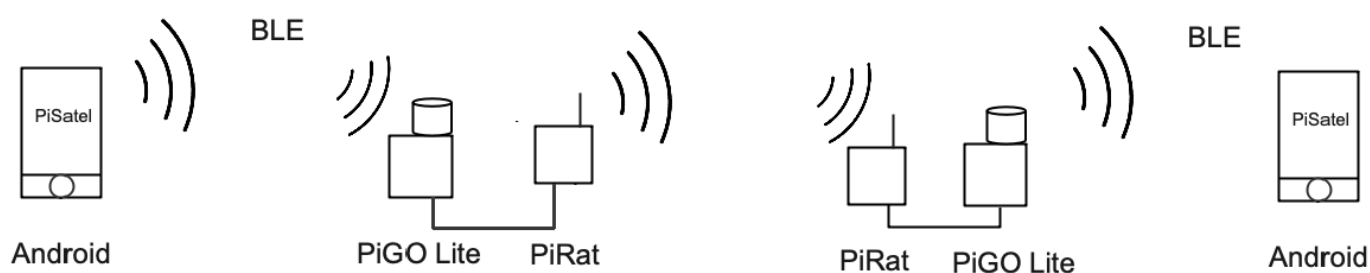 BLE
BLE
PiSatel
PiSatel
Android
PiGO Lite
PiRat
PiRat
PiGO Lite
Android